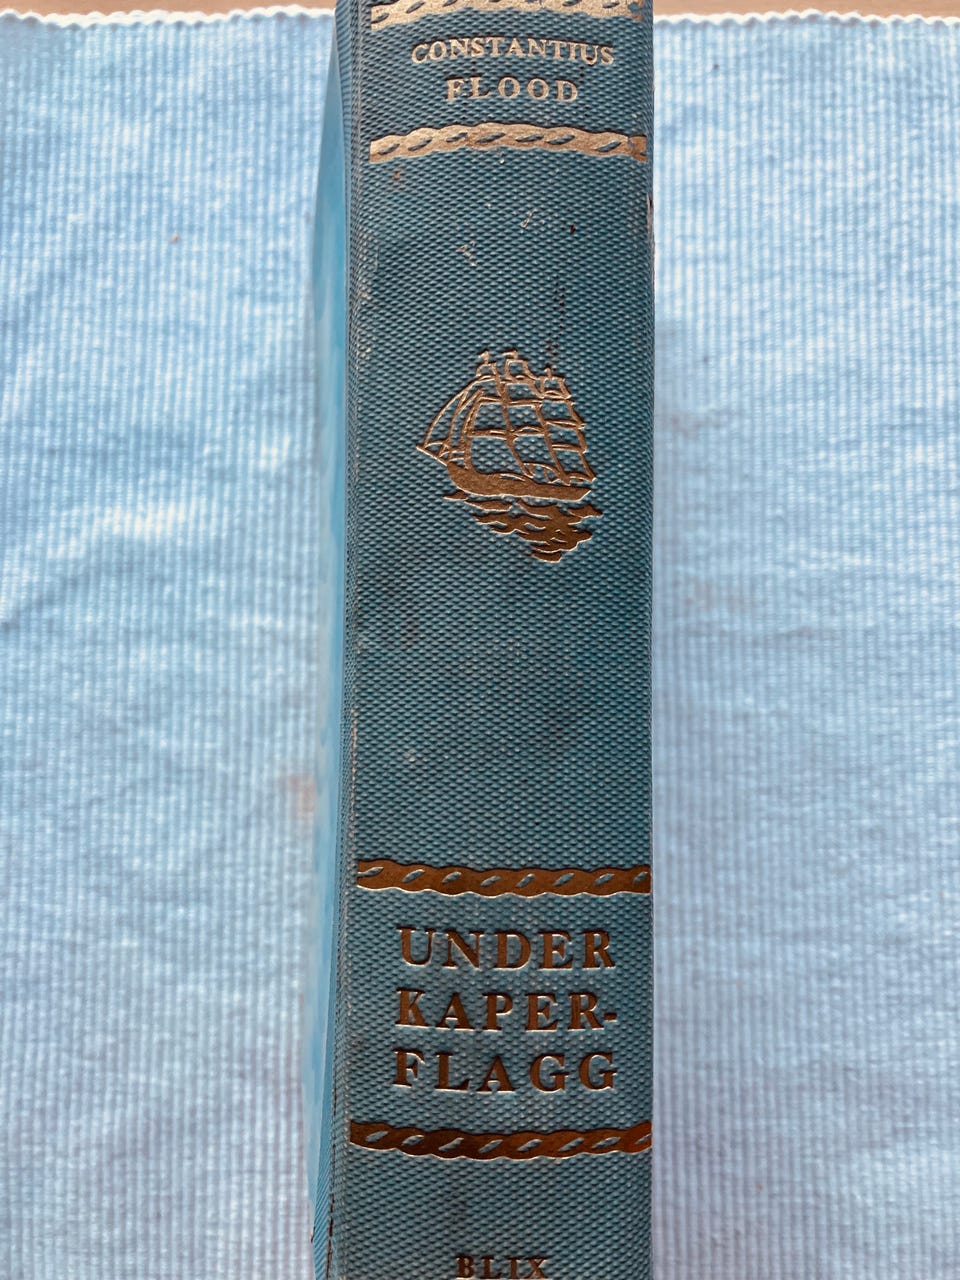 CONSTANTIUS
FLOOD
UNDER
KAPER-
FLAGG
BLIX